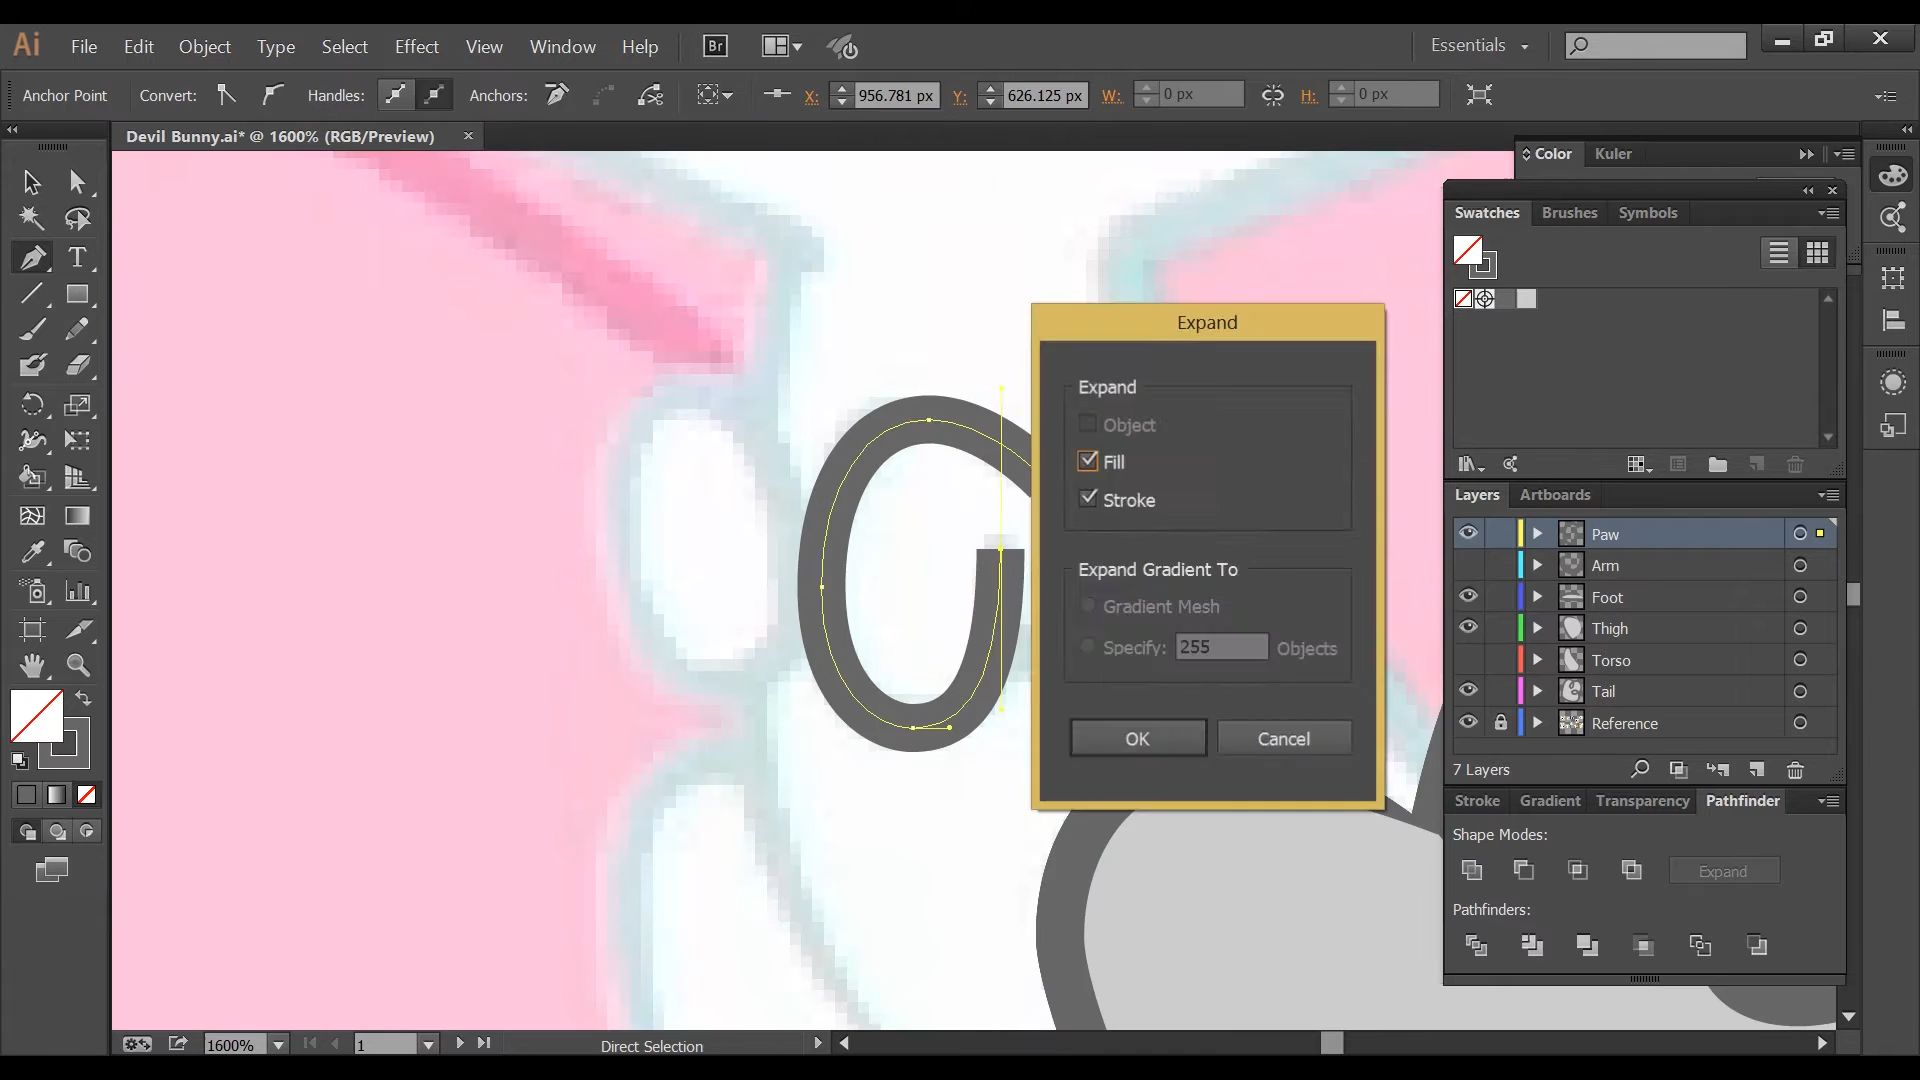 Ai File Edit Object Type Select Effect View Window Help Br Essentials
Anchor Point Convert: Handles: Anchors: X: 956.781 px Y: 626.125 px W: 0 px H: 0 px
Devil Bunny.ai* @ 1600% (RGB/Preview)
Color Kuler
Swatches Brushes Symbols
Expand
Expand
Object
Fill
Stroke
Expand Gradient To
Gradient Mesh
Specify: 255 Objects
OK Cancel
Layers Artboards
Paw
Arm
Foot
Thigh
Torso
Tail
Reference
7 Layers
Stroke Gradient Transparency Pathfinder
Shape Modes:
Expand
Pathfinders:
1600% 1 Direct Selection